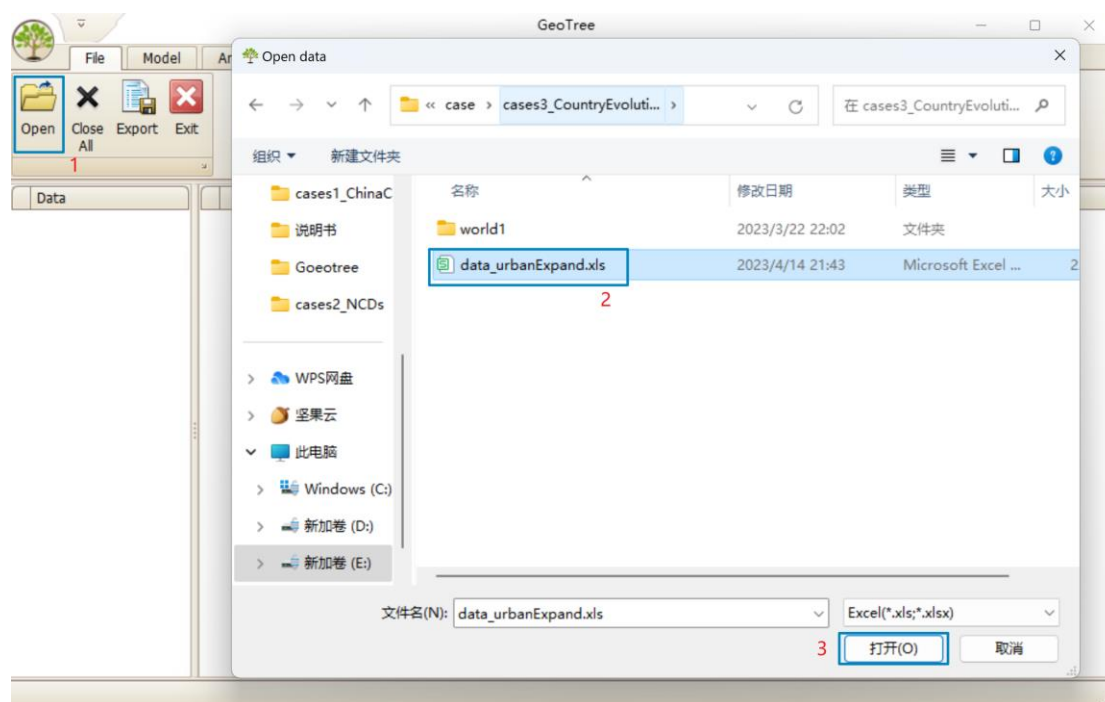 GeoTree
File Model Ar
Open data
« case › cases3_CountryEvoluti... ›
在 cases3_CountryEvoluti...
Open Close All Export Exit
1
组织 新建文件夹
Data
名称 修改日期 类型 大小
cases1_ChinaC
说明书
Goeotree
cases2_NCDs
world1 2023/3/22 22:02 文件夹
data_urbanExpand.xls 2023/4/14 21:43 Microsoft Excel ... 2
2
WPS网盘
坚果云
此电脑
Windows (C:)
新加卷 (D:)
新加卷 (E:)
文件名(N): data_urbanExpand.xls Excel(*.xls;*.xlsx)
3 打开(O) 取消